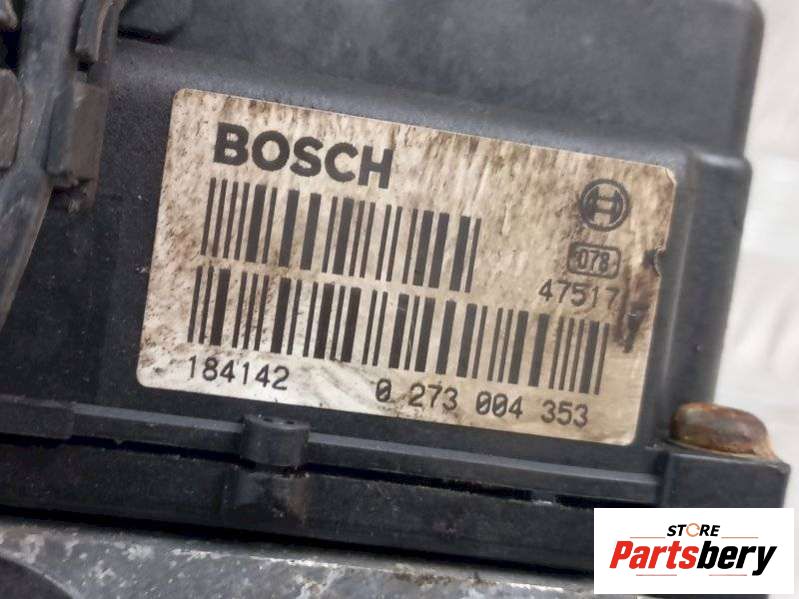 BOSCH
078
47517
184142 0 273 004 353
STORE
Partsbery